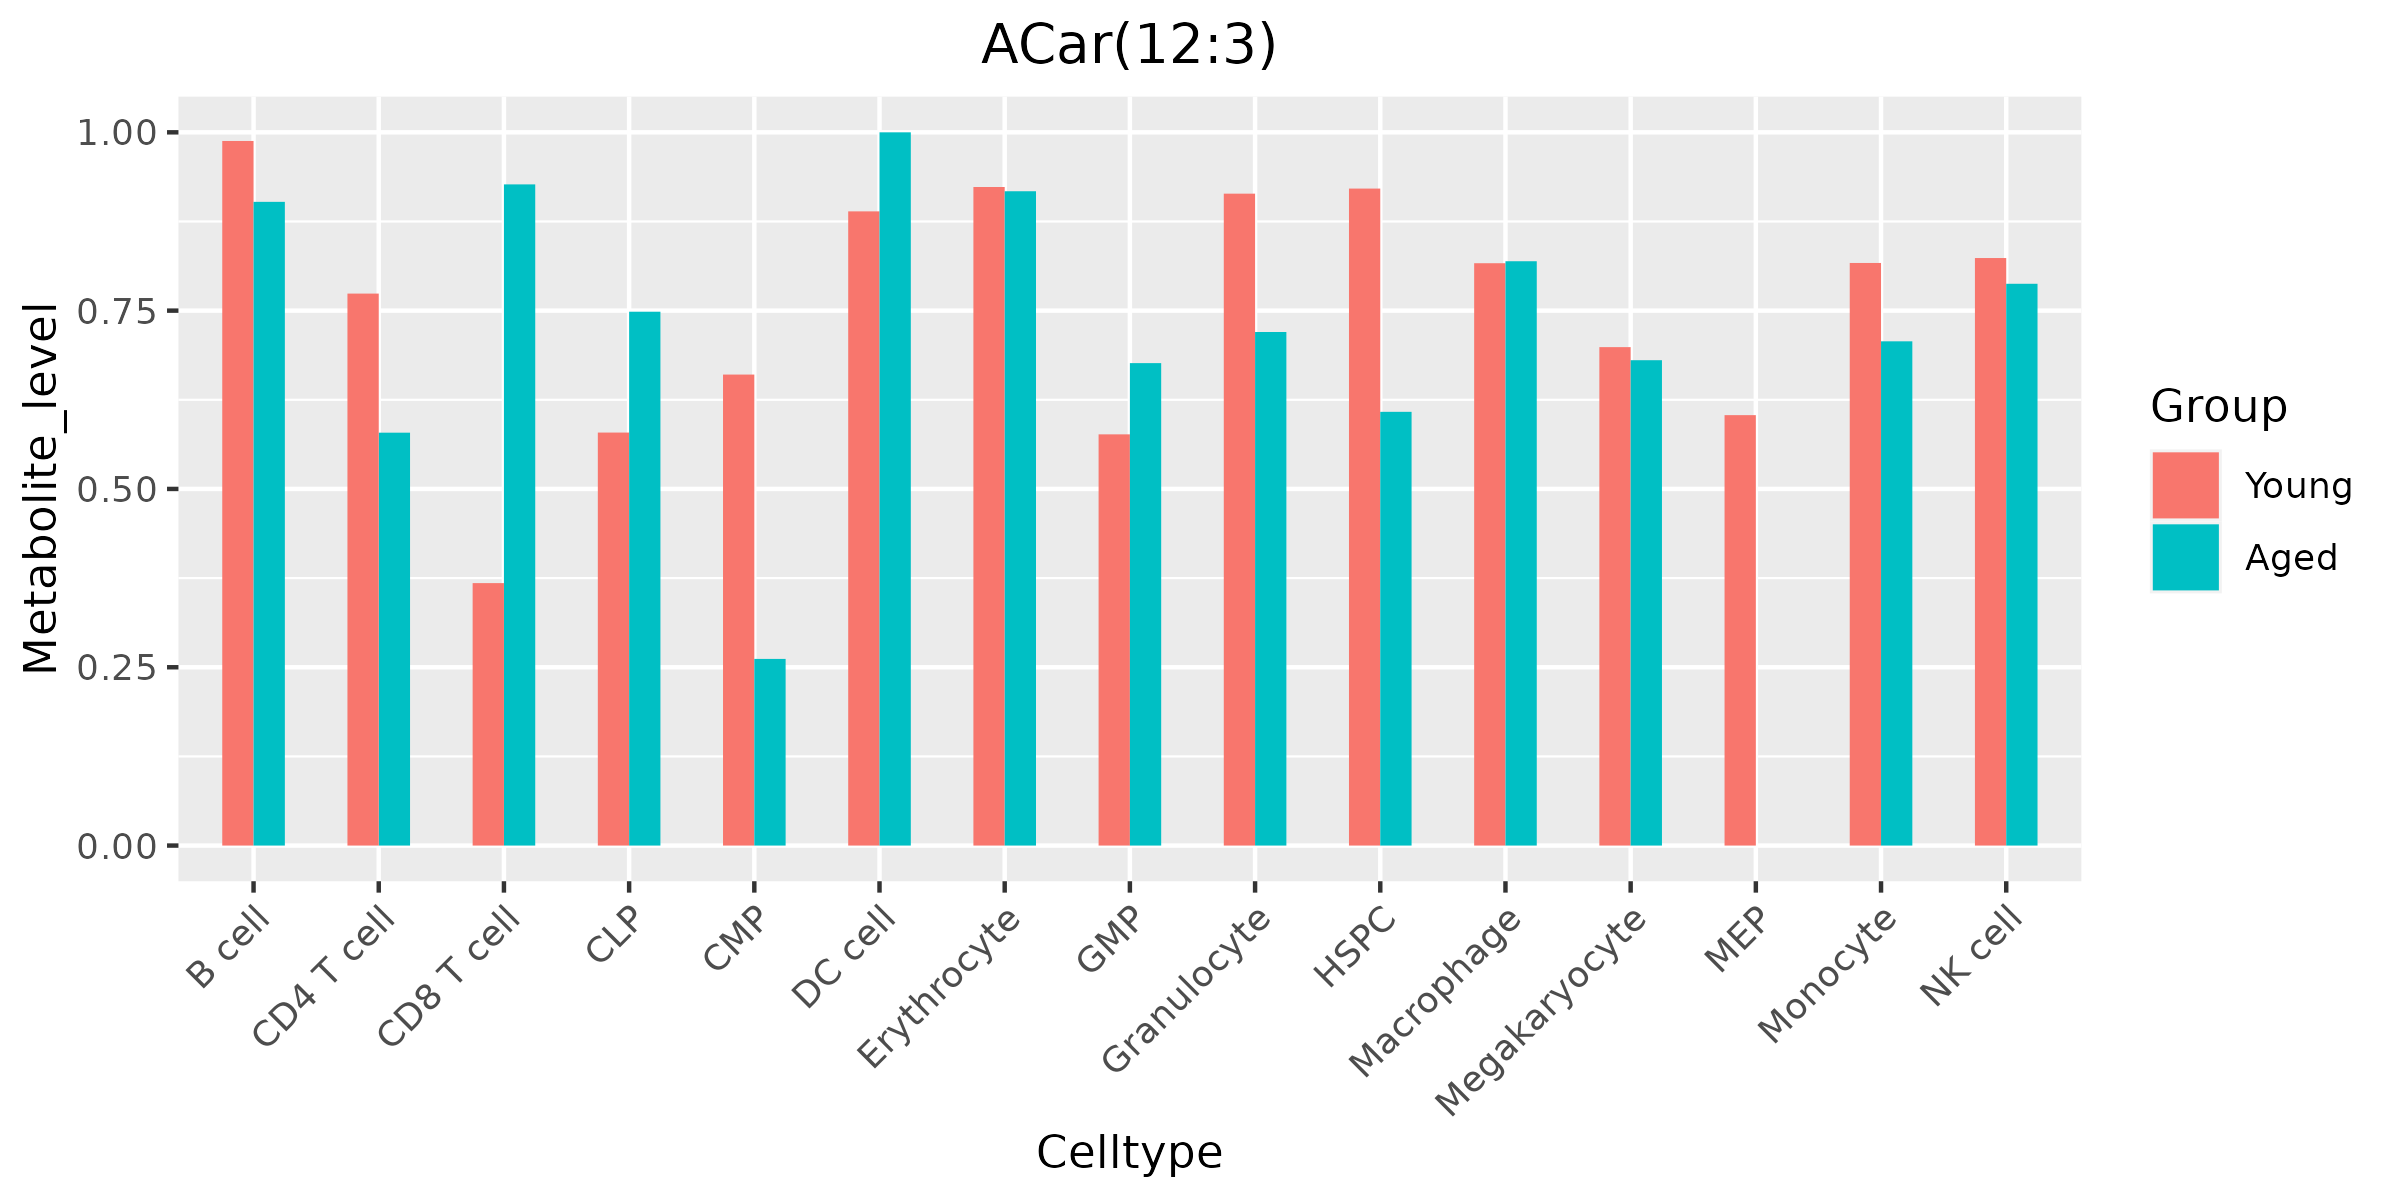 ACar(12:3)
Metabolite_level
1.00
0.75
0.50
0.25
0.00
B cell
CD4 T cell
CD8 T cell
CLP
CMP
DC cell
Erythrocyte
GMP
Granulocyte
HSPC
Macrophage
Megakaryocyte
MEP
Monocyte
NK cell
Celltype
Group
Young
Aged